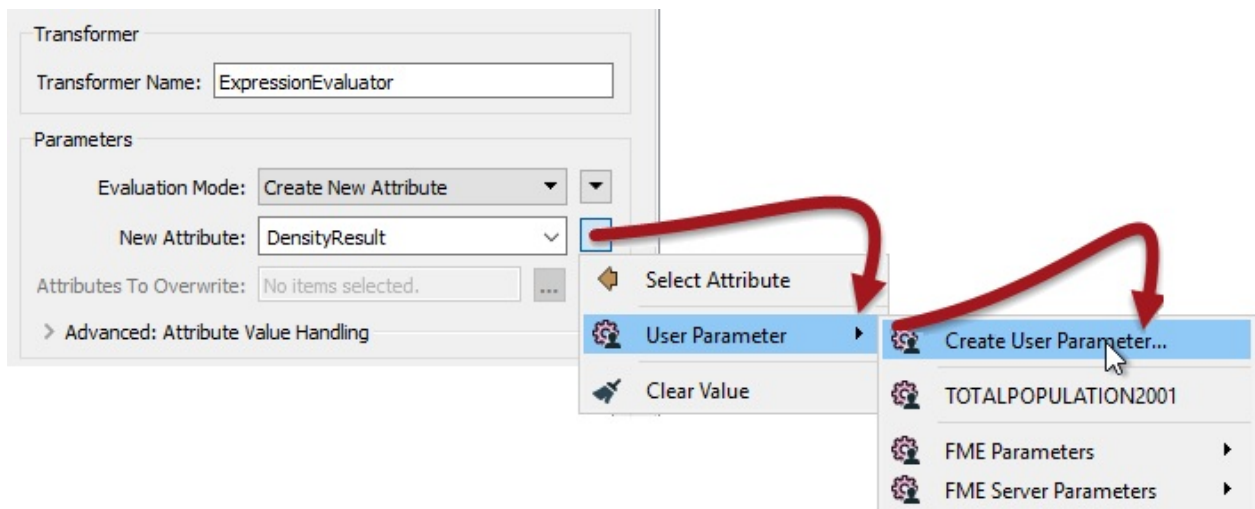 Transformer
Transformer Name: ExpressionEvaluator
Parameters
Evaluation Mode: Create New Attribute
New Attribute: DensityResult
Attributes To Overwrite: No items selected. ...
Advanced: Attribute Value Handling
Select Attribute
User Parameter
Clear Value
Create User Parameter...
TOTALPOPULATION2001
FME Parameters
FME Server Parameters